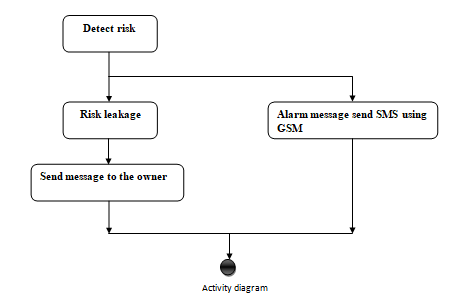 Detect risk
Risk leakage
Alarm message send SMS using
GSM
Send message to the owner
Activity diagram